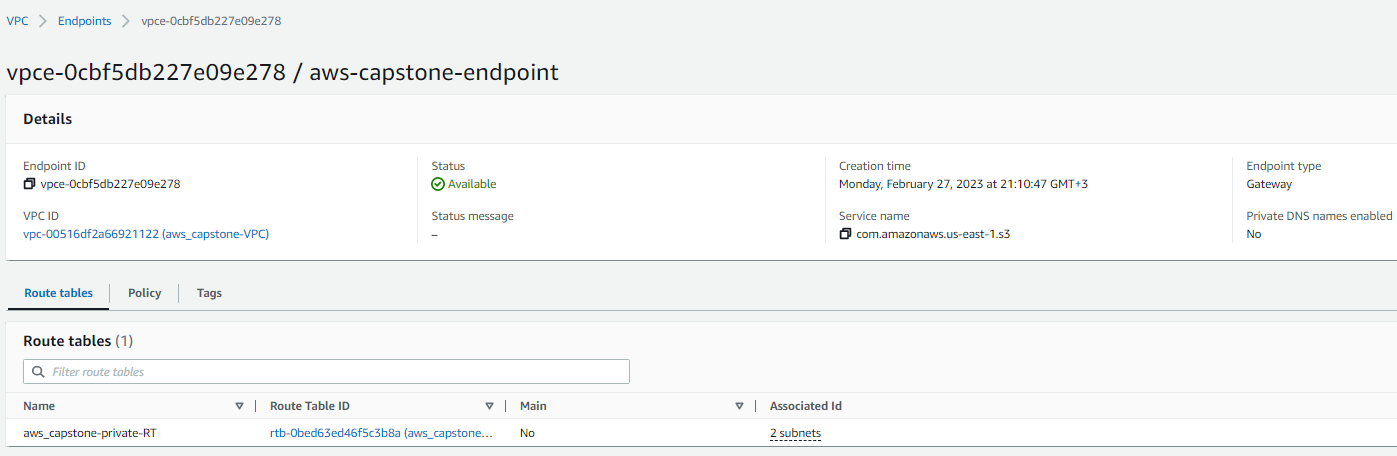 VPC > Endpoints > vpce-0cbf5db227e09e278
vpce-0cbf5db227e09e278 / aws-capstone-endpoint
Details
Endpoint ID Status Creation time Endpoint type
vpce-0cbf5db227e09e278 Available Monday, February 27, 2023 at 21:10:47 GMT+3 Gateway
VPC ID Status message Service name Private DNS names enabled
vpc-00516df2a66921122 (aws_capstone-VPC) – com.amazonaws.us-east-1.s3 No
Route tables Policy Tags
Route tables (1)
Filter route tables
Name Route Table ID Main Associated Id
aws_capstone-private-RT rtb-0bed63ed46f5c3b8a (aws_capstone... No 2 subnets